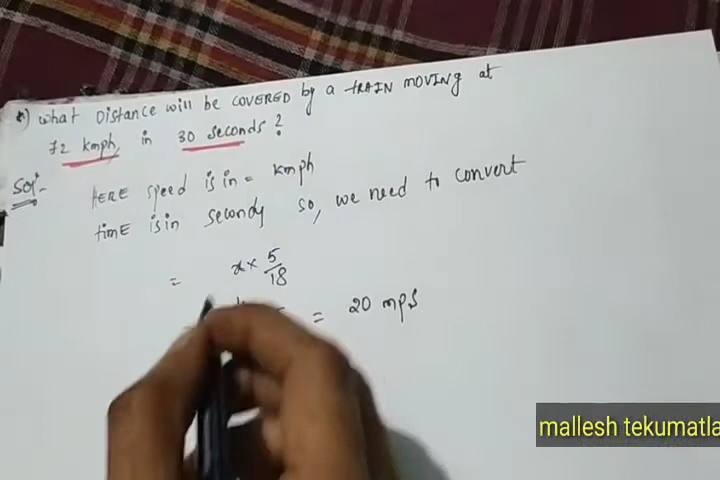 *) What Distance will be COVERED by a tRAIN MOVING at
72 kmph, in 30 seconds?
Sol:-
HERE speed is in = kmph
timE is in seconds so, we need to convert
= x × 5/18
= 20 mps
mallesh tekumatla